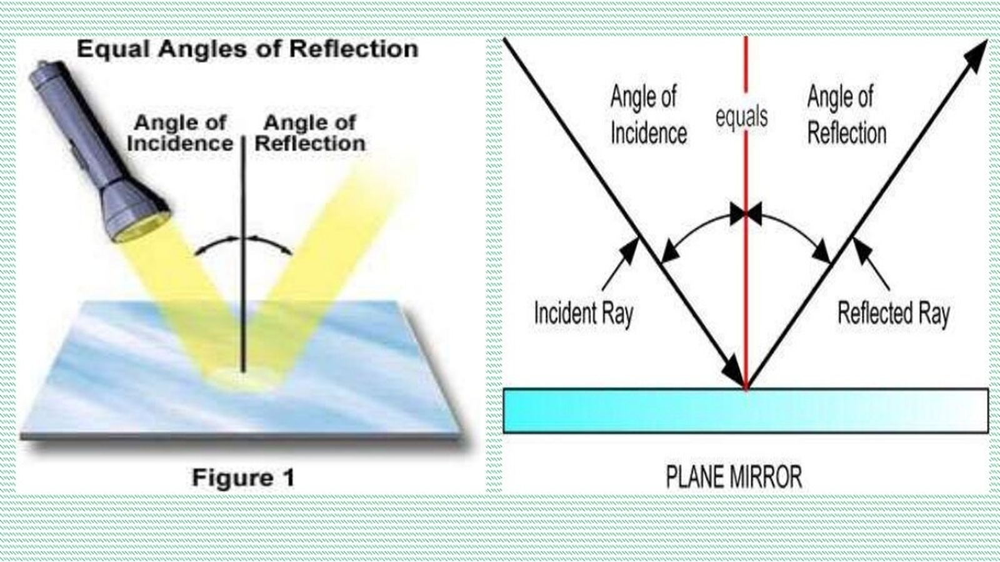 Equal Angles of Reflection
Angle of
Incidence
Angle of
Reflection
Figure 1
Angle of
Incidence
equals
Angle of
Reflection
Incident Ray
Reflected Ray
PLANE MIRROR